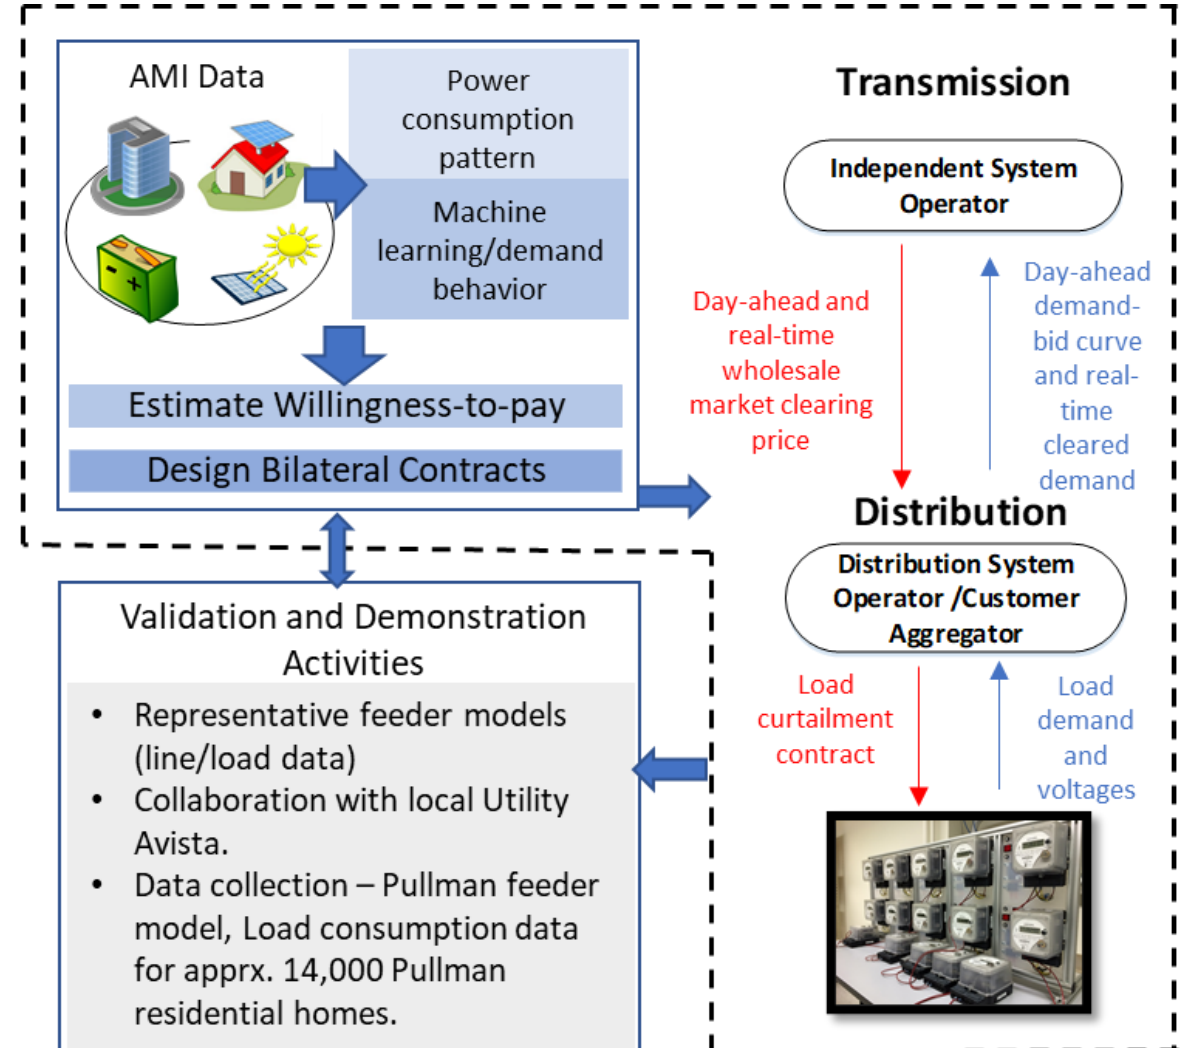 AMI Data
Power
consumption
pattern
Machine
learning/demand
behavior
Estimate Willingness-to-pay
Design Bilateral Contracts
Validation and Demonstration
Activities
• Representative feeder models
(line/load data)
• Collaboration with local Utility
Avista.
• Data collection – Pullman feeder
model, Load consumption data
for apprx. 14,000 Pullman
residential homes.
Transmission
Independent System
Operator
Day-ahead and
real-time
wholesale
market clearing
price
Day-ahead
demand-
bid curve
and real-
time
cleared
demand
Distribution
Distribution System
Operator /Customer
Aggregator
Load
curtailment
contract
Load
demand
and
voltages